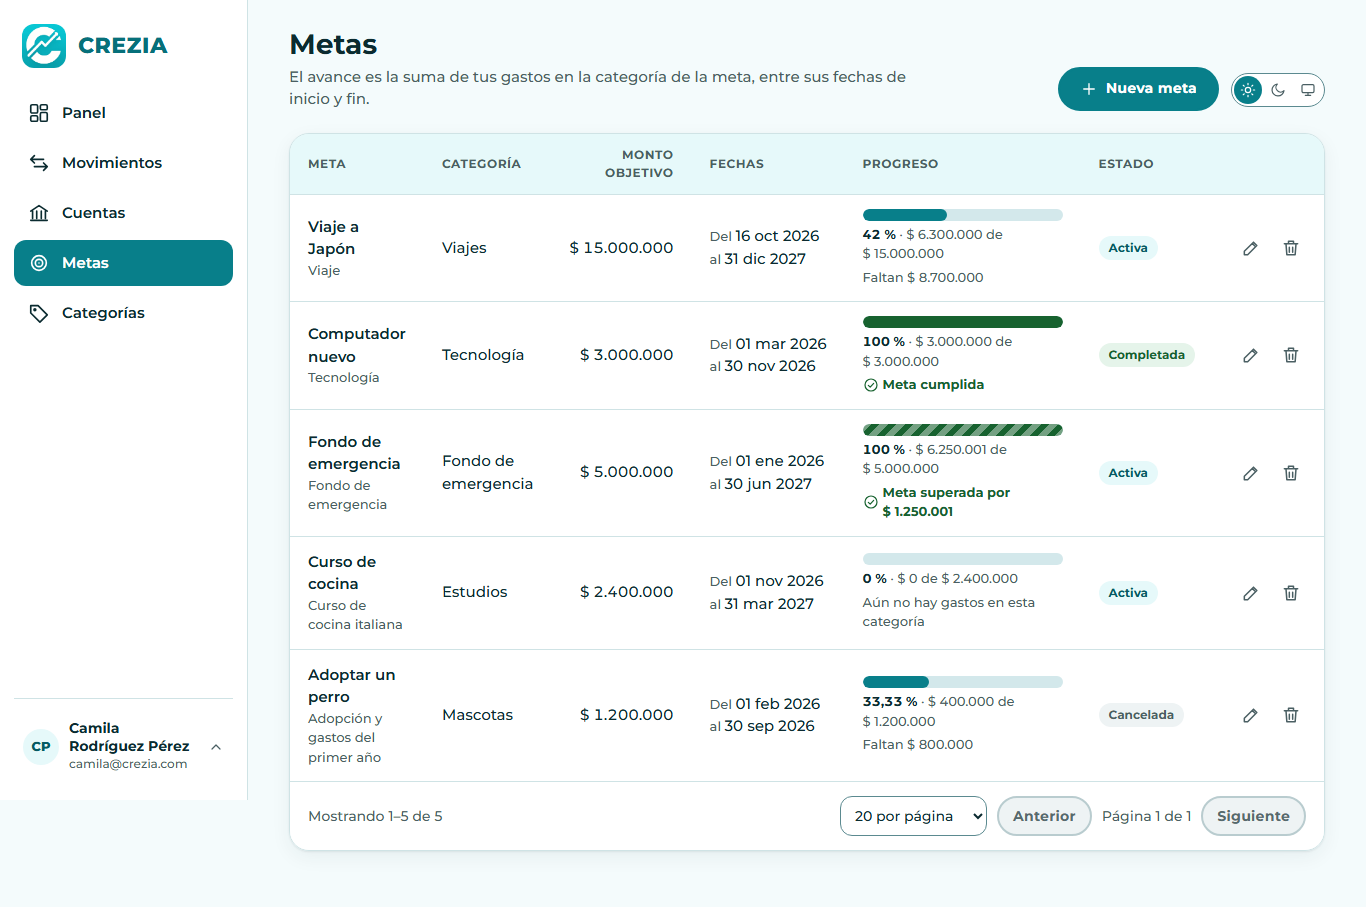 CREZIA
Panel
Movimientos
Cuentas
Metas
Categorías
Camila
Rodríguez Pérez
CP
camila@crezia.com
Metas
El avance es la suma de tus gastos en la categoría de la meta, entre sus fechas de
inicio y fin.
Nueva meta
META
CATEGORÍA
MONTO
OBJETIVO
FECHAS
PROGRESO
ESTADO
Viaje a
Japón
Viaje
Viajes
$ 15.000.000
Del 16 oct 2026
al 31 dic 2027
42 % · $ 6.300.000 de
$ 15.000.000
Faltan $ 8.700.000
Activa
Computador
nuevo
Tecnología
Tecnología
$ 3.000.000
Del 01 mar 2026
al 30 nov 2026
100 % · $ 3.000.000 de
$ 3.000.000
Meta cumplida
Completada
Fondo de
emergencia
Fondo de
emergencia
Fondo de
emergencia
$ 5.000.000
Del 01 ene 2026
al 30 jun 2027
100 % · $ 6.250.001 de
$ 5.000.000
Meta superada por
$ 1.250.001
Activa
Curso de
cocina
Curso de
cocina italiana
Estudios
$ 2.400.000
Del 01 nov 2026
al 31 mar 2027
0 % · $ 0 de $ 2.400.000
Aún no hay gastos en esta
categoría
Activa
Adoptar un
perro
Adopción y
gastos del
primer año
Mascotas
$ 1.200.000
Del 01 feb 2026
al 30 sep 2026
33,33 % · $ 400.000 de
$ 1.200.000
Faltan $ 800.000
Cancelada
Mostrando 1–5 de 5
20 por página
Anterior
Página 1 de 1
Siguiente